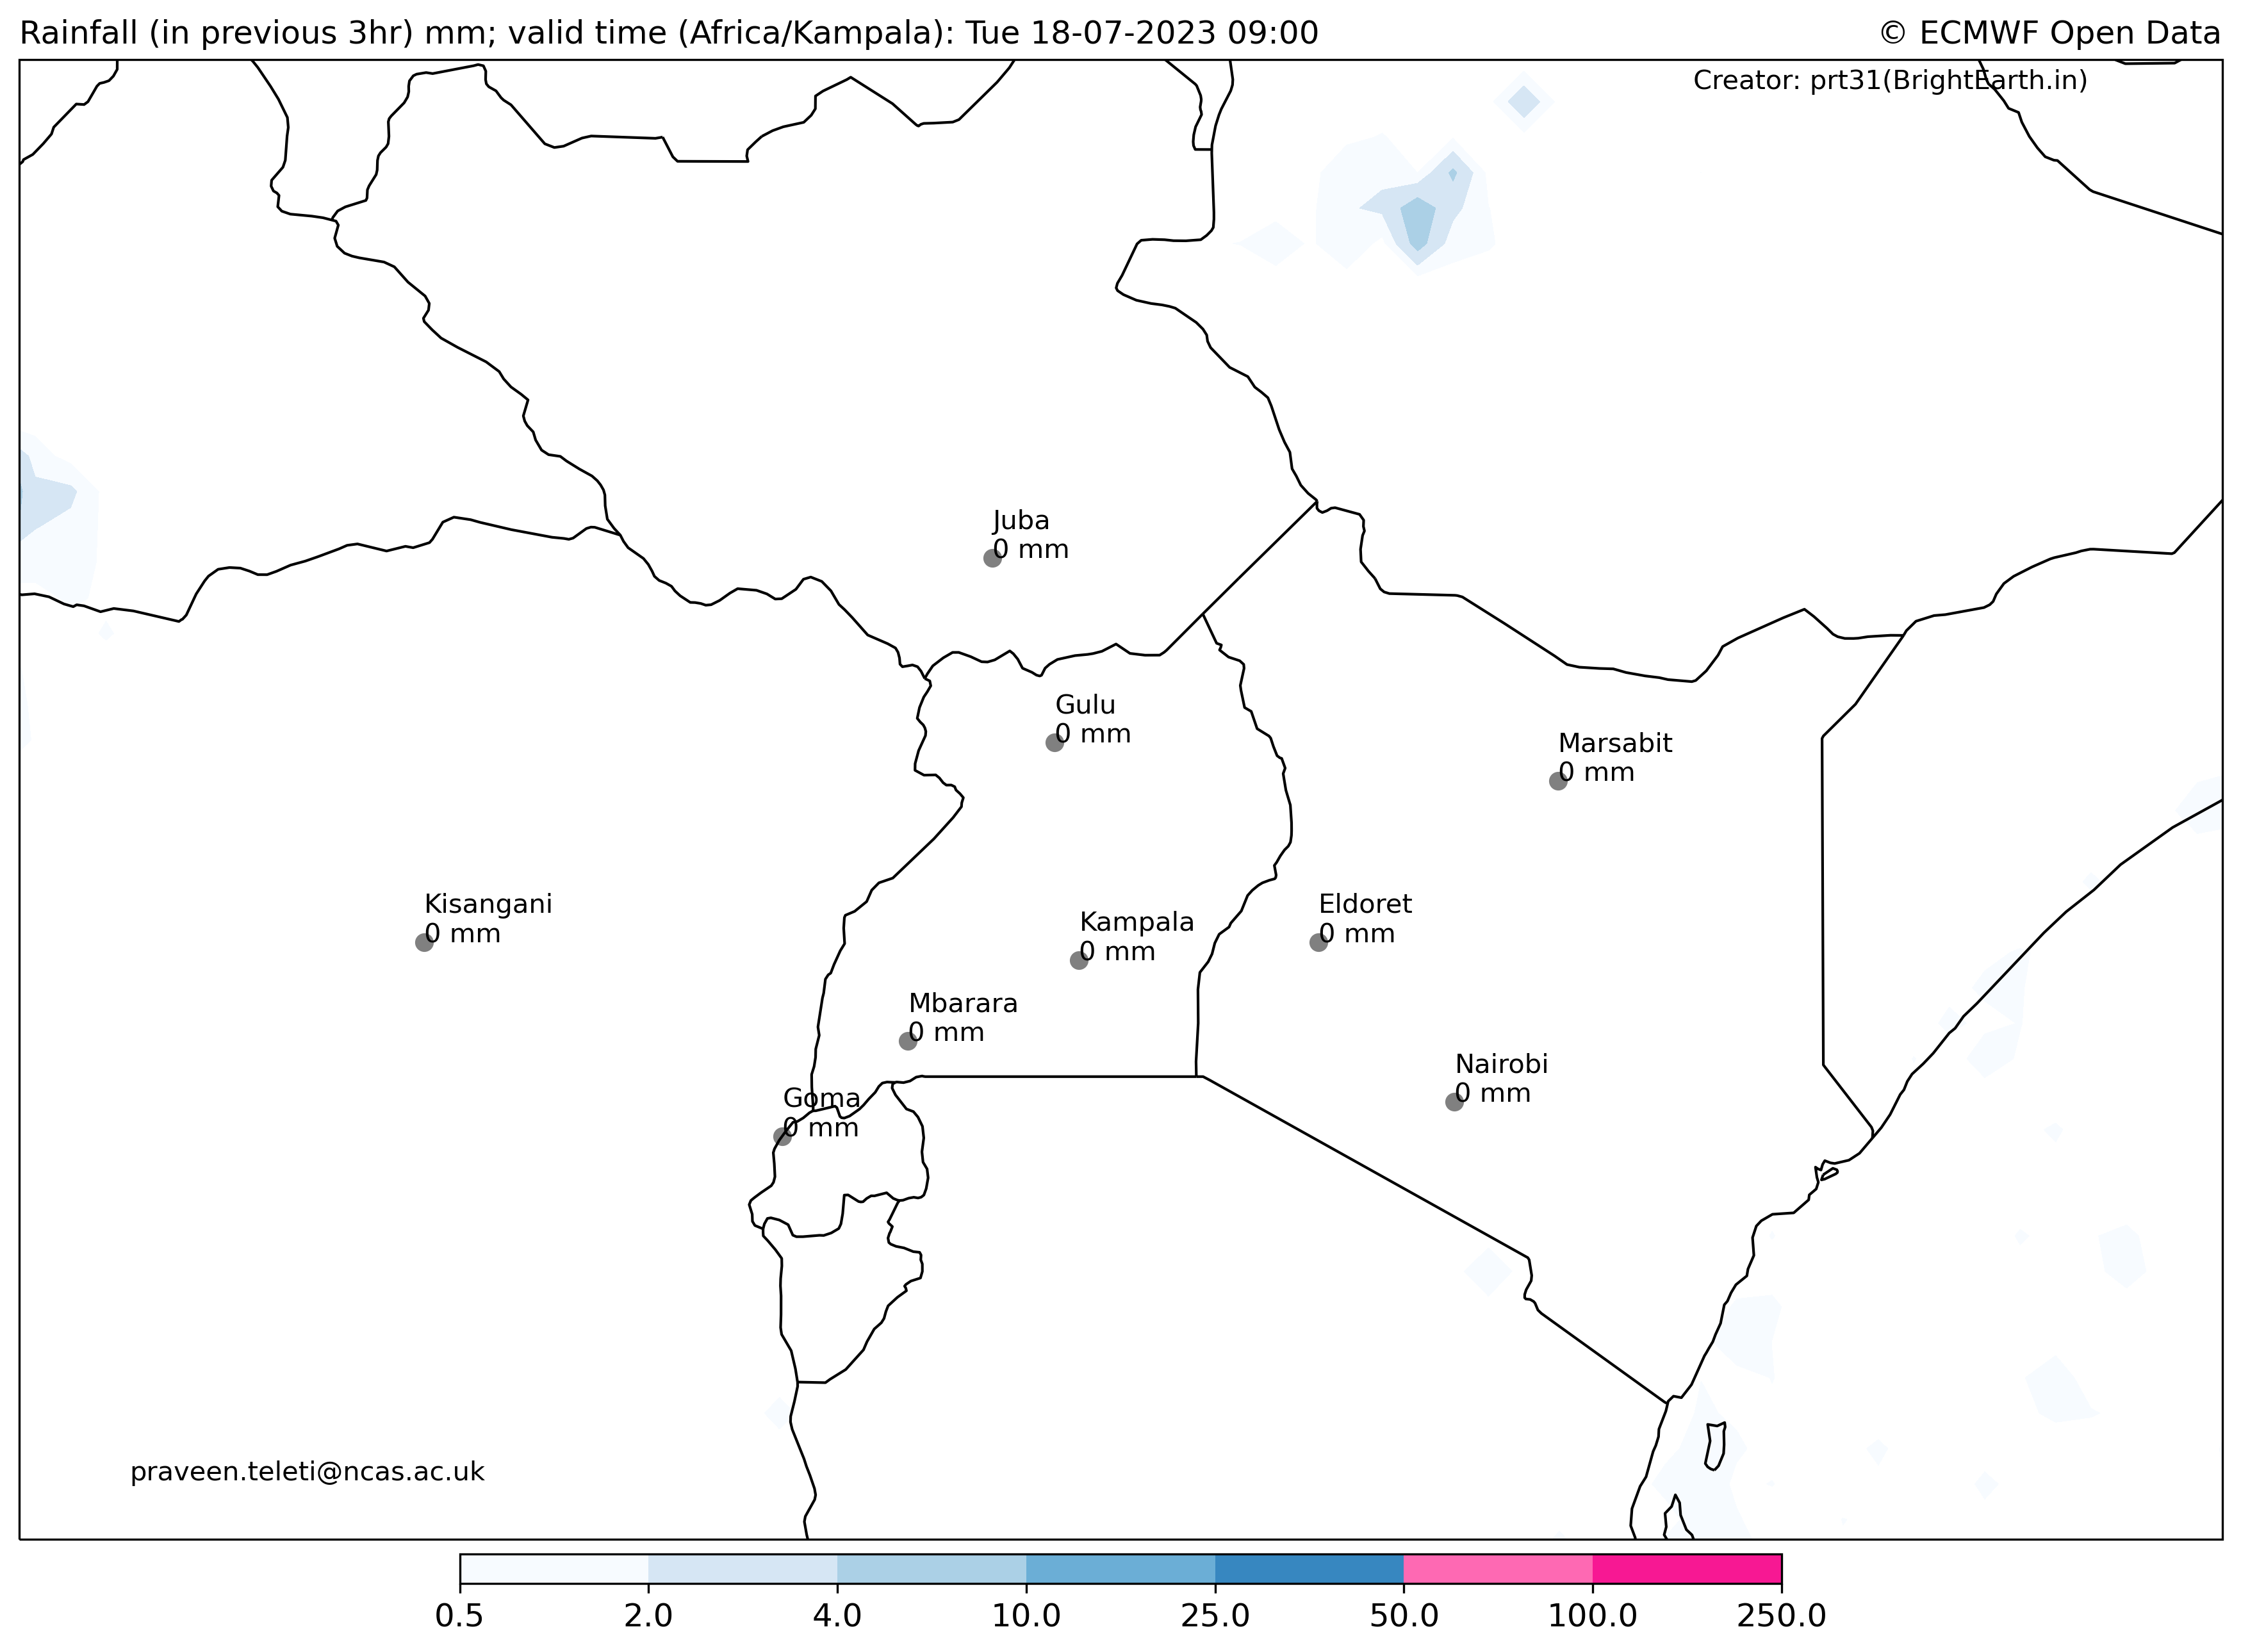 Rainfall (in previous 3hr) mm; valid time (Africa/Kampala): Tue 18-07-2023 09:00
© ECMWF Open Data
Creator: prt31(BrightEarth.in)
Juba
0 mm
Gulu
0 mm
Marsabit
0 mm
Kisangani
0 mm
Eldoret
0 mm
Kampala
0 mm
Mbarara
0 mm
Nairobi
0 mm
Goma
0 mm
praveen.teleti@ncas.ac.uk
0.5 2.0 4.0 10.0 25.0 50.0 100.0 250.0